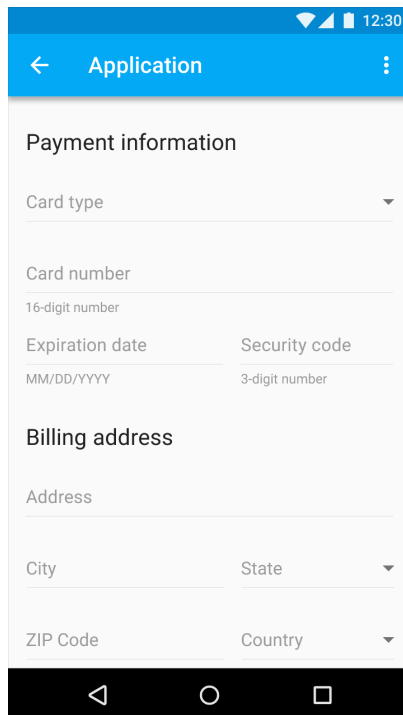 12:30
Application
Payment information
Card type
Card number
16-digit number
Expiration date Security code
MM/DD/YYYY 3-digit number
Billing address
Address
City State
ZIP Code Country